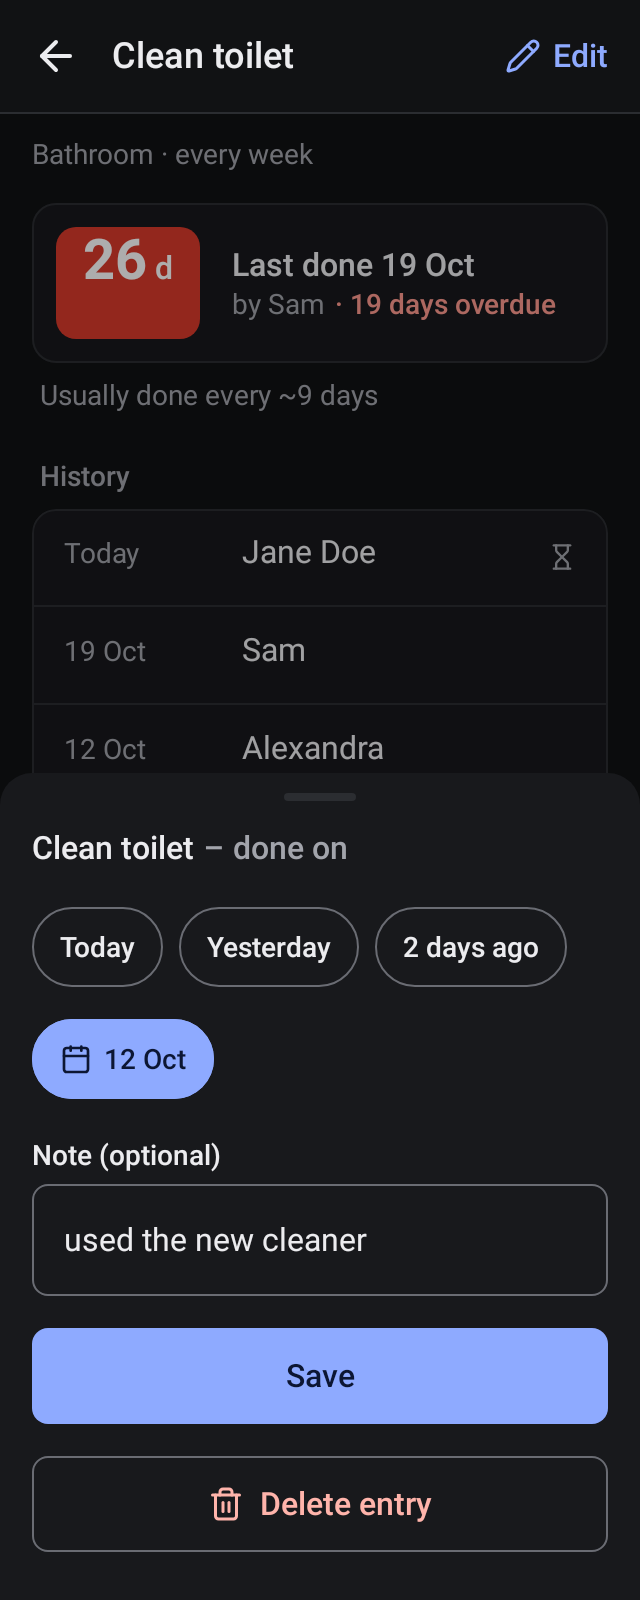 Clean toilet
Edit
Bathroom · every week
26 d
Last done 19 Oct
by Sam · 19 days overdue
Usually done every ~9 days
History
Today Jane Doe
19 Oct Sam
12 Oct Alexandra
Clean toilet – done on
Today Yesterday 2 days ago
12 Oct
Note (optional)
used the new cleaner
Save
Delete entry